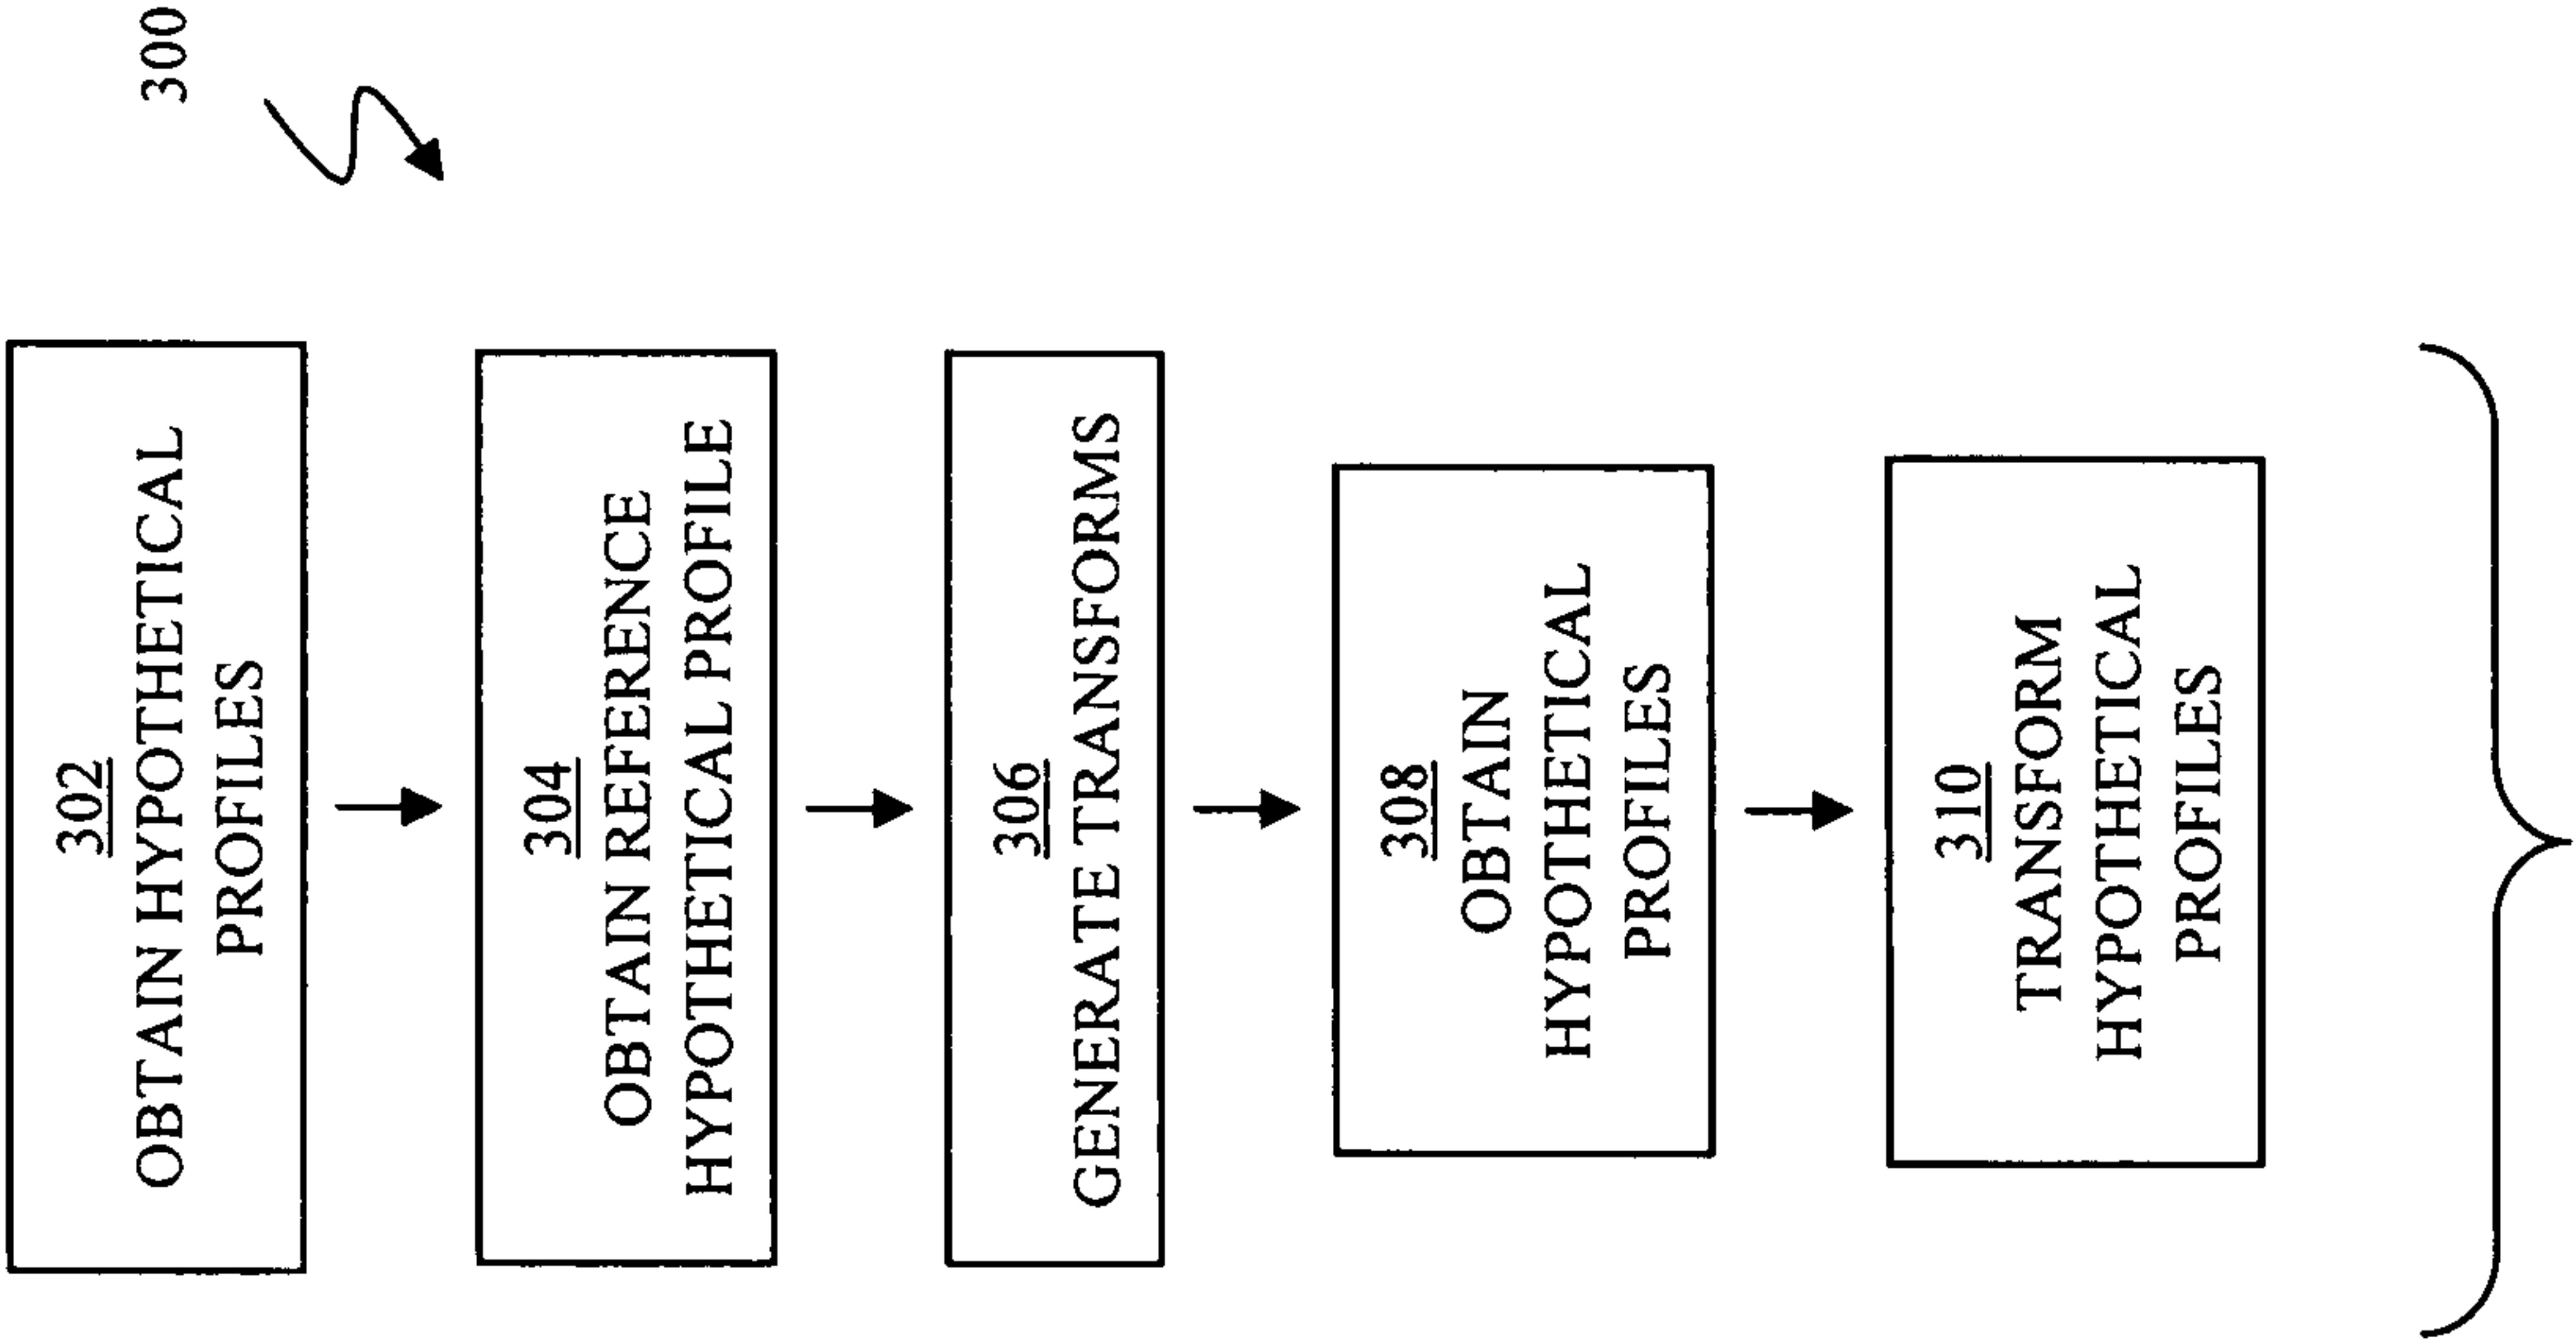 300
302
OBTAIN HYPOTHETICAL
PROFILES
304
OBTAIN REFERENCE
HYPOTHETICAL PROFILE
306
GENERATE TRANSFORMS
308
OBTAIN
HYPOTHETICAL
PROFILES
310
TRANSFORM
HYPOTHETICAL
PROFILES